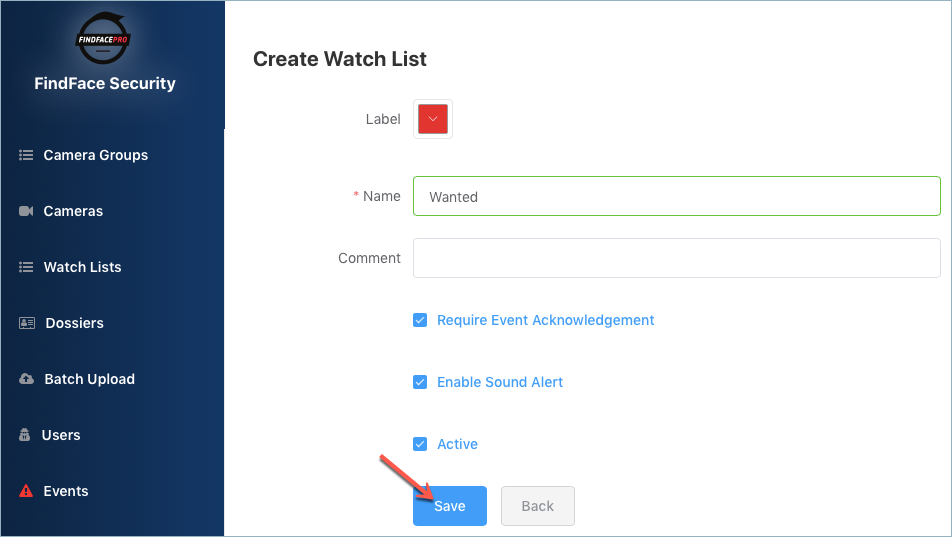 FINDFACEPRO
FindFace Security
Camera Groups
Cameras
Watch Lists
Dossiers
Batch Upload
Users
Events
Create Watch List
Label
* Name
Wanted
Comment
Require Event Acknowledgement
Enable Sound Alert
Active
Save Back